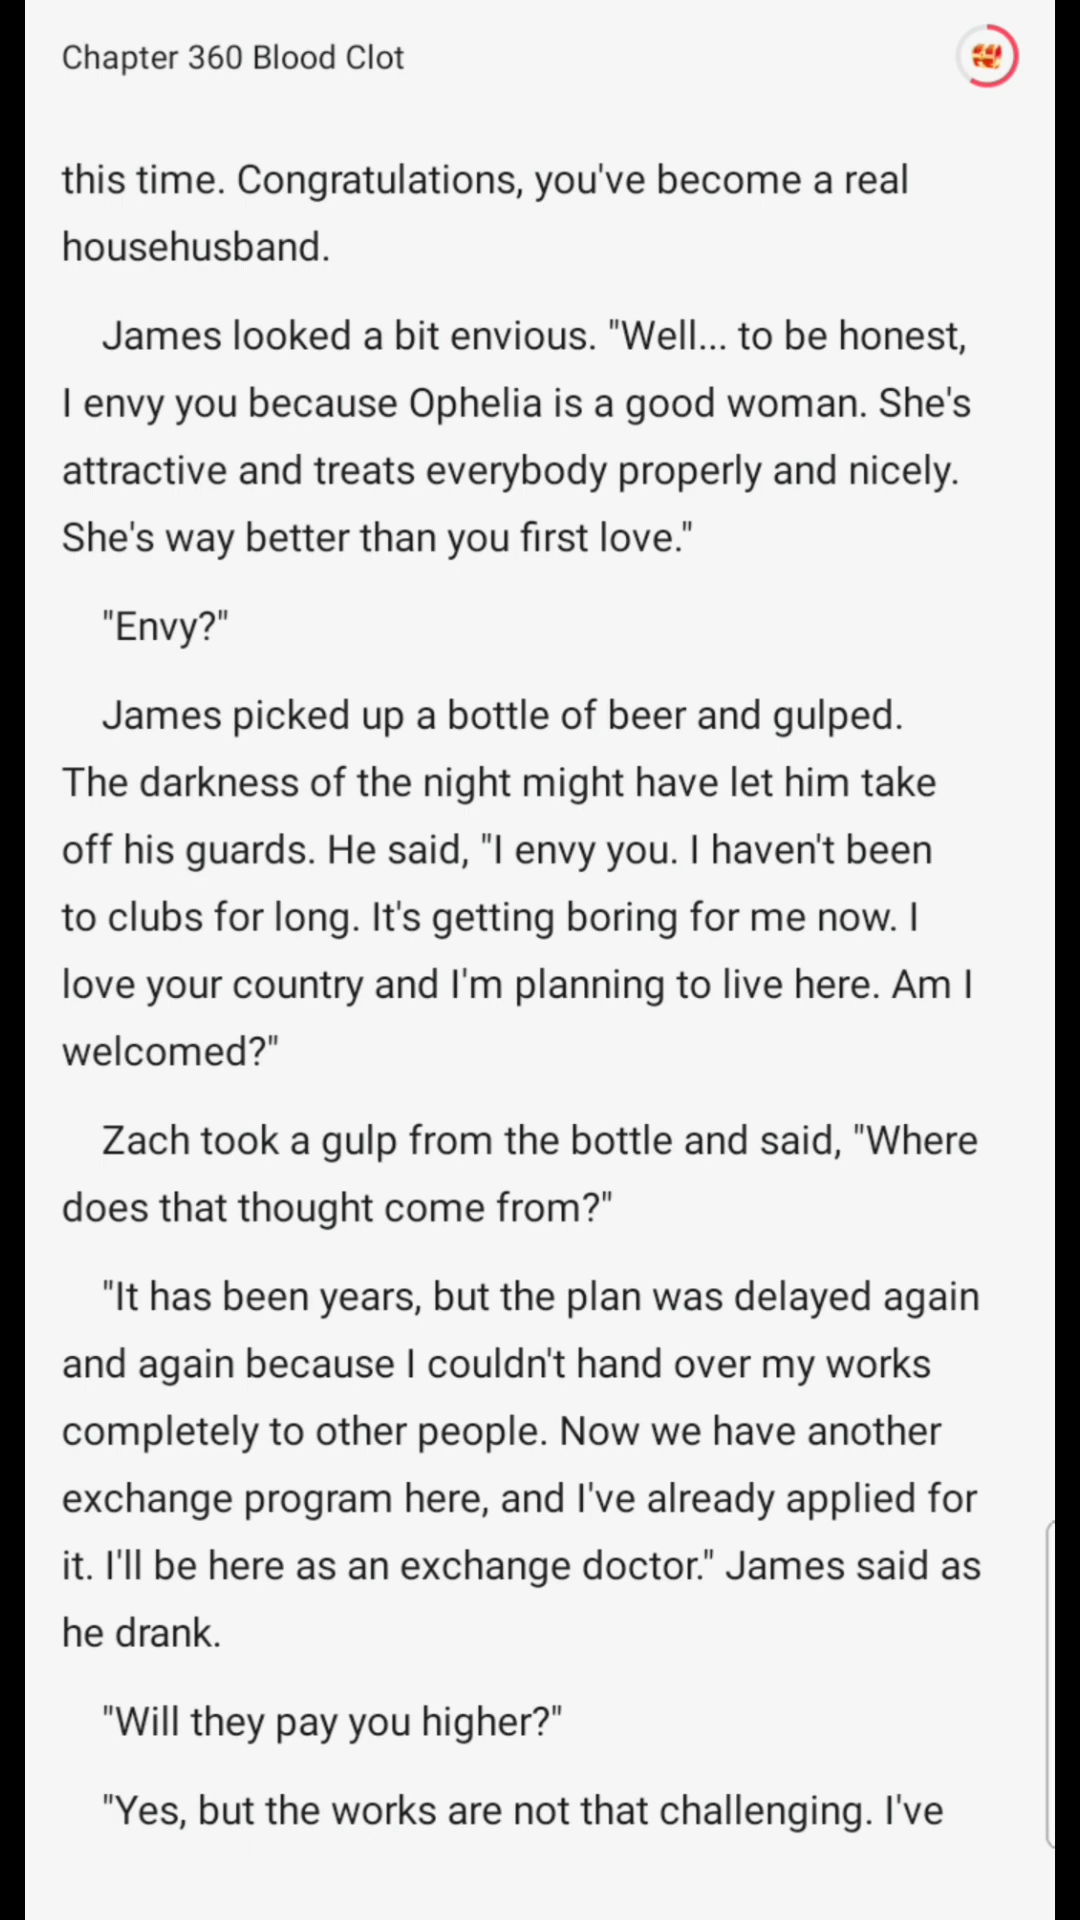 Chapter 360 Blood Clot
this time. Congratulations, you've become a real
househusband.
James looked a bit envious. "Well... to be honest,
I envy you because Ophelia is a good woman. She's
attractive and treats everybody properly and nicely.
She's way better than you first love."
"Envy?"
James picked up a bottle of beer and gulped.
The darkness of the night might have let him take
off his guards. He said, "I envy you. I haven't been
to clubs for long. It's getting boring for me now. I
love your country and I'm planning to live here. Am I
welcomed?"
Zach took a gulp from the bottle and said, "Where
does that thought come from?"
"It has been years, but the plan was delayed again
and again because I couldn't hand over my works
completely to other people. Now we have another
exchange program here, and I've already applied for
it. I'll be here as an exchange doctor." James said as
he drank.
"Will they pay you higher?"
"Yes, but the works are not that challenging. I've